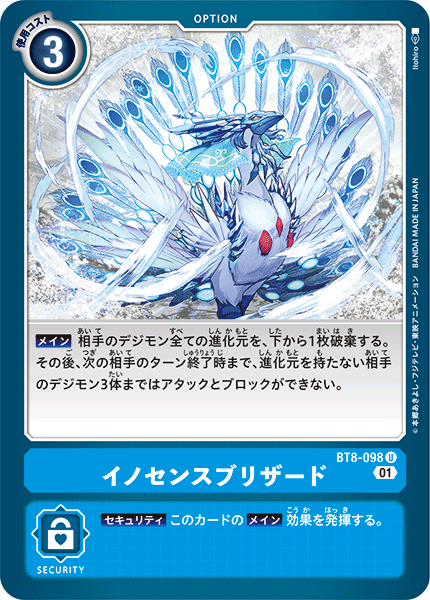 OPTION
使用コスト
3
Itohiro
メイン 相手のデジモン全ての進化元を、下から1枚破棄する。
その後、次の相手のターン終了時まで、進化元を持たない相手
のデジモン3体まではアタックとブロックができない。
BT8-098 U
イノセンスブリザード
01
セキュリティ このカードの メイン 効果を発揮する。
SECURITY
©本郷あきよし・フジテレビ・東映アニメーション BANDAI MADE IN JAPAN